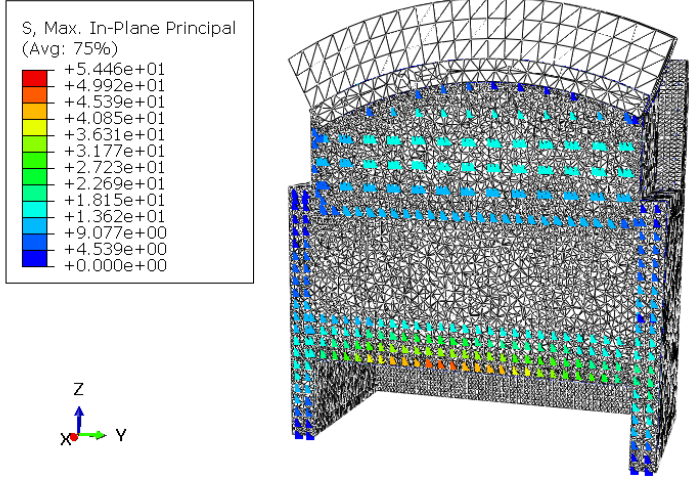 S, Max. In-Plane Principal
(Avg: 75%)
+5.446e+01
+4.992e+01
+4.539e+01
+4.085e+01
+3.631e+01
+3.177e+01
+2.723e+01
+2.269e+01
+1.815e+01
+1.362e+01
+9.077e+00
+4.539e+00
+0.000e+00
Z
X
Y